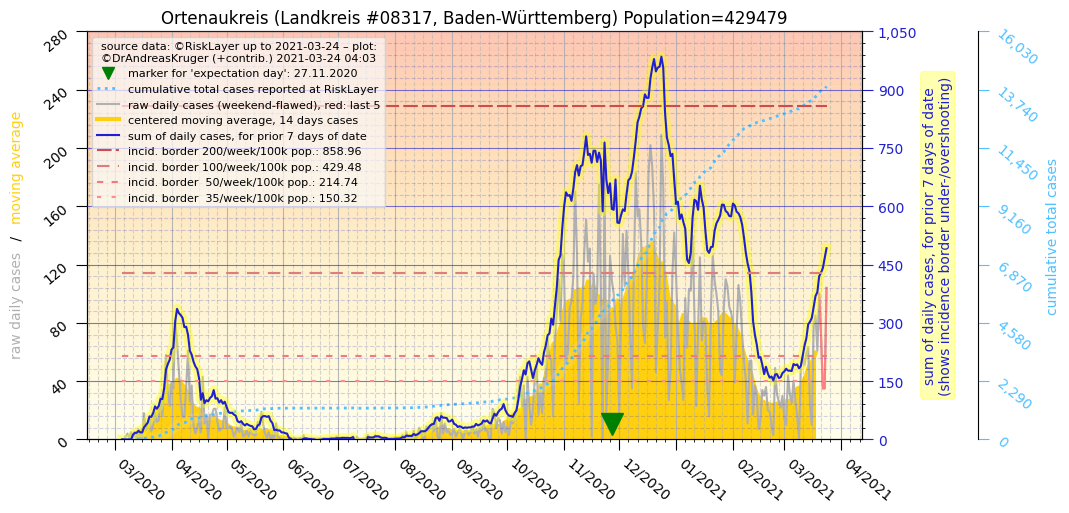 Ortenaukreis (Landkreis #08317, Baden-Württemberg) Population=429479
source data: ©RiskLayer up to 2021-03-24 – plot:
©DrAndreasKruger (+contrib.) 2021-03-24 04:03
marker for 'expectation day': 27.11.2020
cumulative total cases reported at RiskLayer
raw daily cases (weekend-flawed), red: last 5
centered moving average, 14 days cases
sum of daily cases, for prior 7 days of date
incid. border 200/week/100k pop.: 858.96
incid. border 100/week/100k pop.: 429.48
incid. border  50/week/100k pop.: 214.74
incid. border  35/week/100k pop.: 150.32
raw daily cases / moving average
280
240
200
160
120
80
40
0
03/2020
04/2020
05/2020
06/2020
07/2020
08/2020
09/2020
10/2020
11/2020
12/2020
01/2021
02/2021
03/2021
04/2021
1,050
900
750
600
450
300
150
0
sum of daily cases, for prior 7 days of date
(shows incidence border under-/overshooting)
16,030
13,740
11,450
9,160
6,870
4,580
2,290
0
cumulative total cases